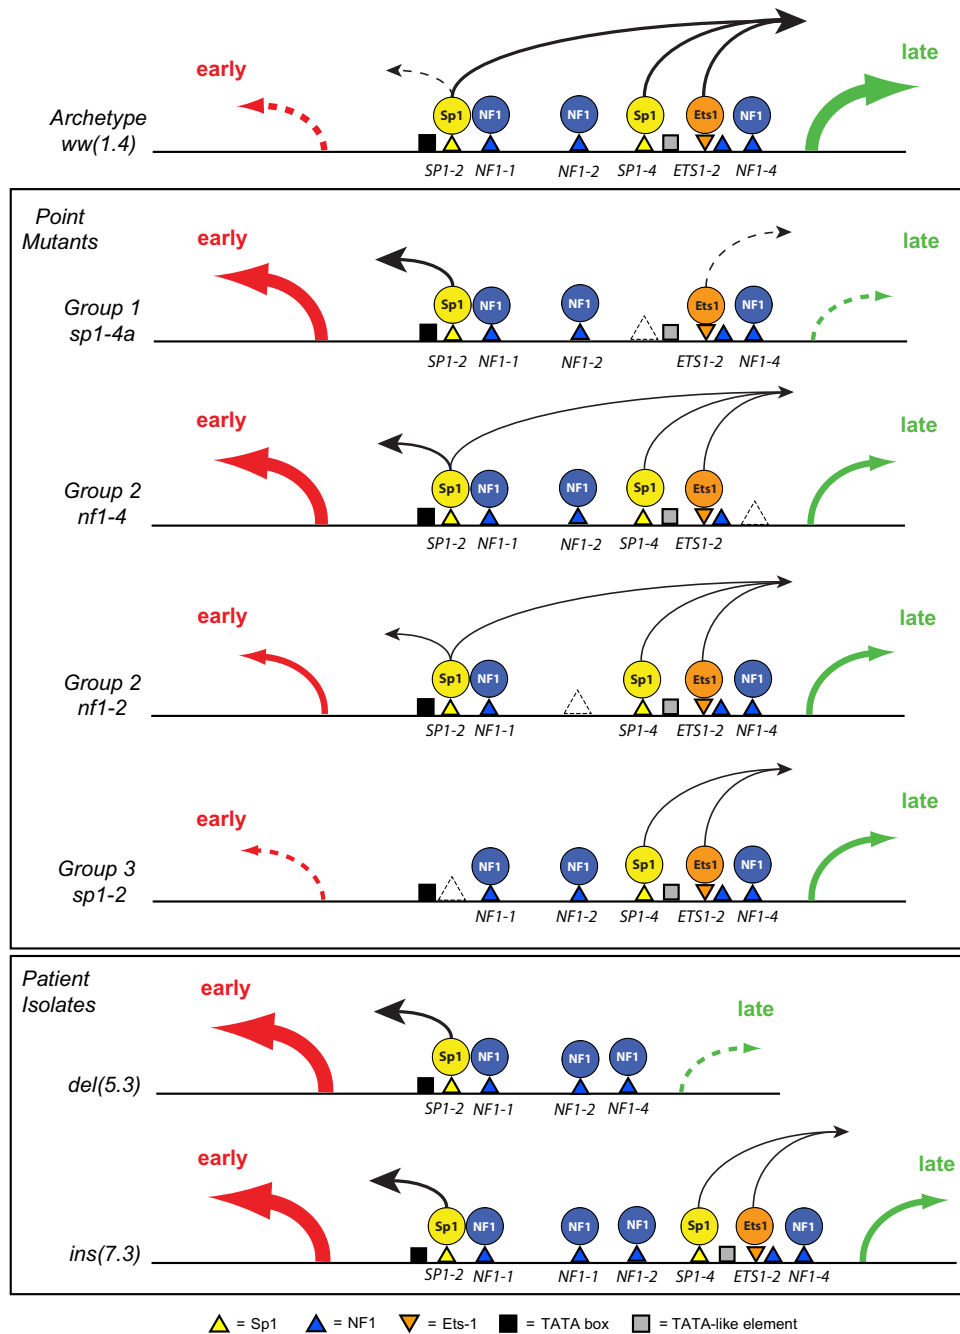 early
late
Archetype
ww(1.4)
Sp1 NF1 NF1 Sp1 Ets1 NF1
SP1-2 NF1-1 NF1-2 SP1-4 ETS1-2 NF1-4
Point
Mutants
early
late
Group 1
sp1-4a
Sp1 NF1 NF1 Ets1 NF1
SP1-2 NF1-1 NF1-2 ETS1-2 NF1-4
early
late
Group 2
nf1-4
Sp1 NF1 NF1 Sp1 Ets1
SP1-2 NF1-1 NF1-2 SP1-4 ETS1-2
early
late
Group 2
nf1-2
Sp1 NF1 Sp1 Ets1 NF1
SP1-2 NF1-1 SP1-4 ETS1-2 NF1-4
early
late
Group 3
sp1-2
NF1 NF1 Sp1 Ets1 NF1
NF1-1 NF1-2 SP1-4 ETS1-2 NF1-4
Patient
Isolates
early
late
del(5.3)
Sp1 NF1 NF1 NF1
SP1-2 NF1-1 NF1-2 NF1-4
early
late
ins(7.3)
Sp1 NF1 NF1 NF1 Sp1 Ets1 NF1
SP1-2 NF1-1 NF1-1 NF1-2 SP1-4 ETS1-2 NF1-4
= Sp1 = NF1 = Ets-1 = TATA box = TATA-like element